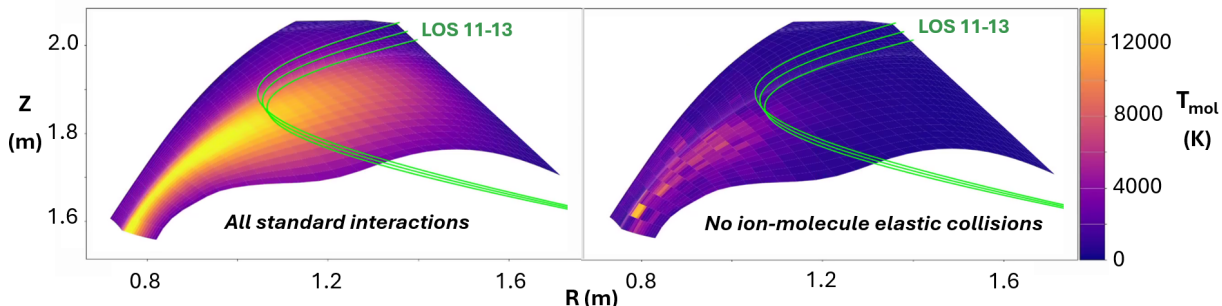 LOS 11-13
LOS 11-13
2.0
1.8
1.6
Z
(m)
All standard interactions
No ion-molecule elastic collisions
0.8
1.2
1.6
0.8
1.2
1.6
R (m)
12000
8000
4000
0
T_mol
(K)